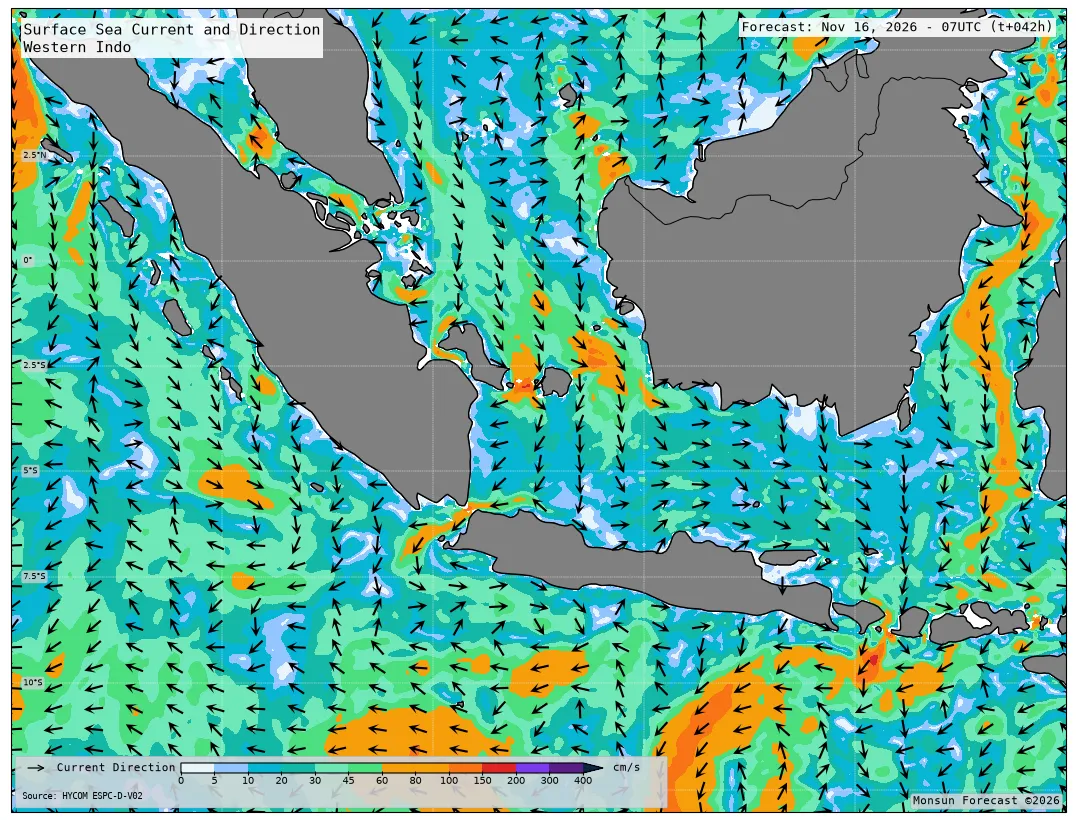 Surface Sea Current and Direction
Western Indo
Forecast: Nov 16, 2026 - 07UTC (t+042h)
2.5°N
0°
2.5°S
5°S
7.5°S
10°S
Current Direction
0 5 10 20 30 45 60 80 100 150 200 300 400 cm/s
Source: HYCOM ESPC-D-V02
Monsun Forecast ©2026